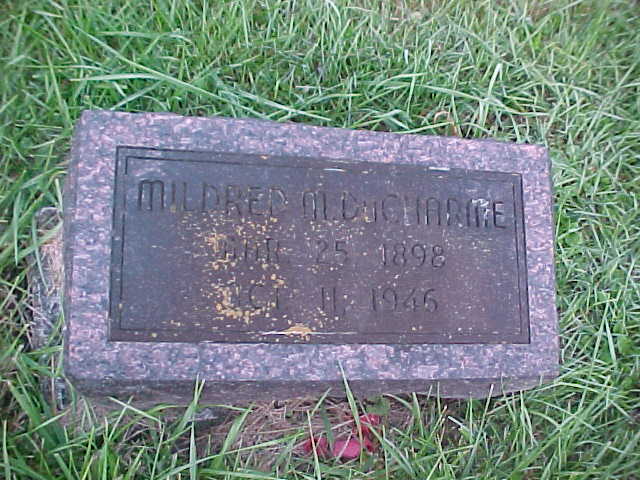 MILDRED M. DUCHARME
MAR. 25, 1898
OCT. 11, 1946